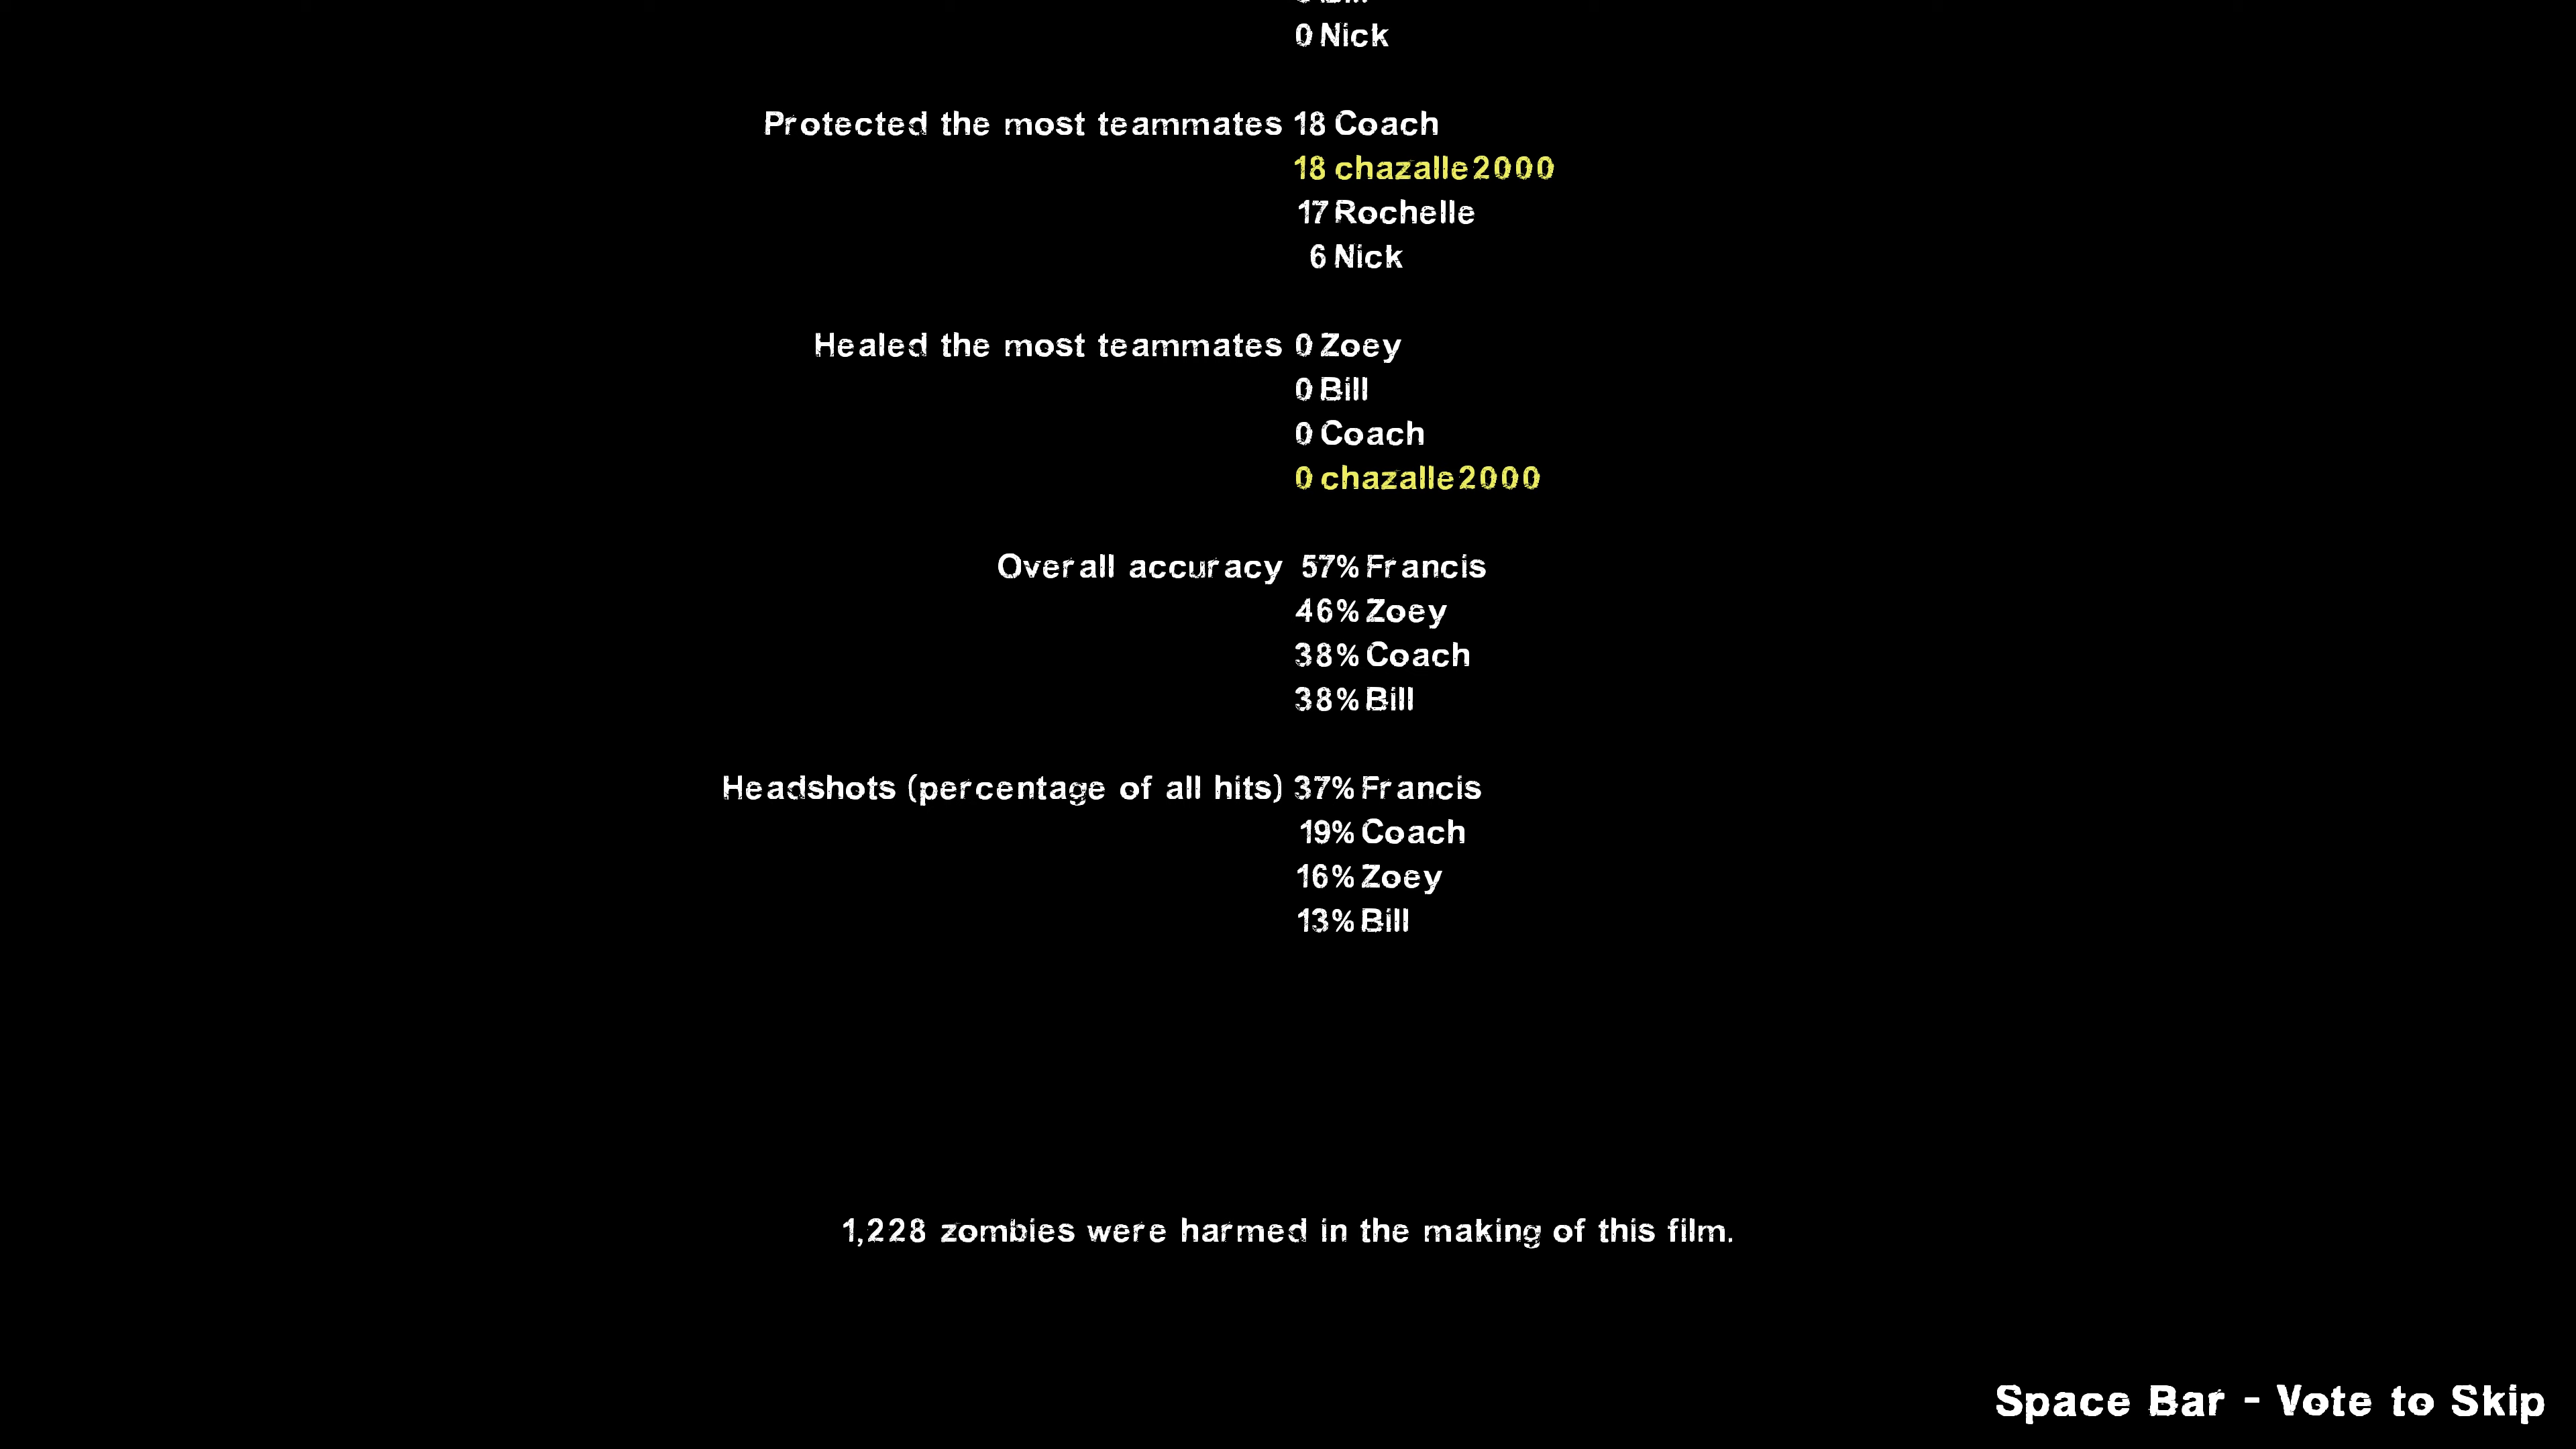 0 Nick
Protected the most teammates 18 Coach
18 chazalle2000
17 Rochelle
6 Nick
Healed the most teammates 0 Zoey
0 Bill
0 Coach
0 chazalle2000
Overall accuracy 57% Francis
46% Zoey
38% Coach
38% Bill
Headshots (percentage of all hits) 37% Francis
19% Coach
16% Zoey
13% Bill
1,228 zombies were harmed in the making of this film.
Space Bar - Vote to Skip